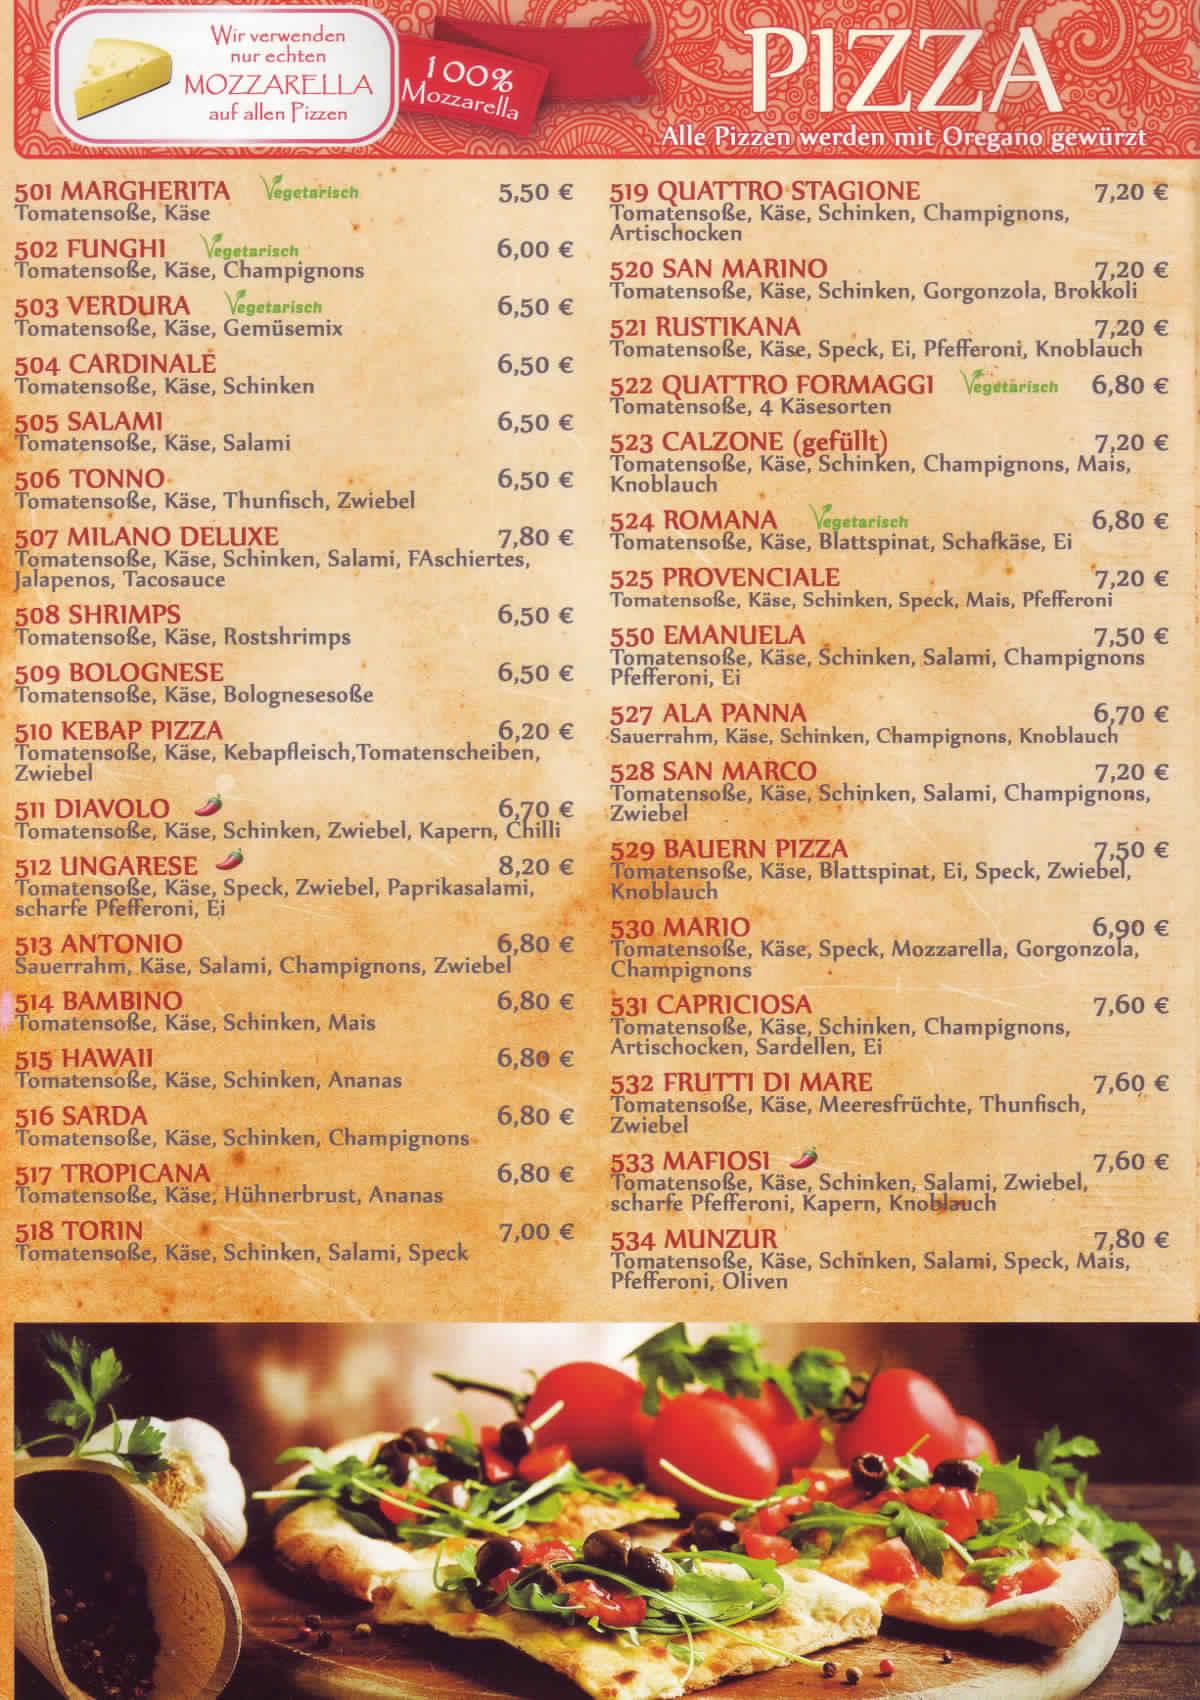 Wir verwenden
nur echten
MOZZARELLA
auf allen Pizzen
100%
Mozzarella
PIZZA
Alle Pizzen werden mit Oregano gewürzt
501 MARGHERITA Vegetarisch 5,50 €
Tomatensoße, Käse
502 FUNGHI Vegetarisch 6,00 €
Tomatensoße, Käse, Champignons
503 VERDURA Vegetarisch 6,50 €
Tomatensoße, Käse, Gemüsemix
504 CARDINALE 6,50 €
Tomatensoße, Käse, Schinken
505 SALAMI 6,50 €
Tomatensoße, Käse, Salami
506 TONNO 6,50 €
Tomatensoße, Käse, Thunfisch, Zwiebel
507 MILANO DELUXE 7,80 €
Tomatensoße, Käse, Schinken, Salami, FAschiertes,
Jalapenos, Tacosauce
508 SHRIMPS 6,50 €
Tomatensoße, Käse, Rostshrimps
509 BOLOGNESE 6,50 €
Tomatensoße, Käse, Bolognesesoße
510 KEBAP PIZZA 6,20 €
Tomatensoße, Käse, Kebapfleisch,Tomatenscheiben,
Zwiebel
511 DIAVOLO 6,70 €
Tomatensoße, Käse, Schinken, Zwiebel, Kapern, Chilli
512 UNGARESE 8,20 €
Tomatensoße, Käse, Speck, Zwiebel, Paprikasalami,
scharfe Pfefferoni, Ei
513 ANTONIO 6,80 €
Sauerrahm, Käse, Salami, Champignons, Zwiebel
514 BAMBINO 6,80 €
Tomatensoße, Käse, Schinken, Mais
515 HAWAII 6,80 €
Tomatensoße, Käse, Schinken, Ananas
516 SARDA 6,80 €
Tomatensoße, Käse, Schinken, Champignons
517 TROPICANA 6,80 €
Tomatensoße, Käse, Hühnerbrust, Ananas
518 TORIN 7,00 €
Tomatensoße, Käse, Schinken, Salami, Speck
519 QUATTRO STAGIONE 7,20 €
Tomatensoße, Käse, Schinken, Champignons,
Artischocken
520 SAN MARINO 7,20 €
Tomatensoße, Käse, Schinken, Gorgonzola, Brokkoli
521 RUSTIKANA 7,20 €
Tomatensoße, Käse, Speck, Ei, Pfefferoni, Knoblauch
522 QUATTRO FORMAGGI Vegetarisch 6,80 €
Tomatensoße, 4 Käsesorten
523 CALZONE (gefüllt) 7,20 €
Tomatensoße, Käse, Schinken, Champignons, Mais,
Knoblauch
524 ROMANA Vegetarisch 6,80 €
Tomatensoße, Käse, Blattspinat, Schafkäse, Ei
525 PROVENCIALE 7,20 €
Tomatensoße, Käse, Schinken, Speck, Mais, Pfefferoni
550 EMANUELA 7,50 €
Tomatensoße, Käse, Schinken, Salami, Champignons
Pfefferoni, Ei
527 ALA PANNA 6,70 €
Sauerrahm, Käse, Schinken, Champignons, Knoblauch
528 SAN MARCO 7,20 €
Tomatensoße, Käse, Schinken, Salami, Champignons,
Zwiebel
529 BAUERN PIZZA 7,50 €
Tomatensoße, Käse, Blattspinat, Ei, Speck, Zwiebel,
Knoblauch
530 MARIO 6,90 €
Tomatensoße, Käse, Speck, Mozzarella, Gorgonzola,
Champignons
531 CAPRICIOSA 7,60 €
Tomatensoße, Käse, Schinken, Champignons,
Artischocken, Sardellen, Ei
532 FRUTTI DI MARE 7,60 €
Tomatensoße, Käse, Meeresfrüchte, Thunfisch,
Zwiebel
533 MAFIOSI 7,60 €
Tomatensoße, Käse, Schinken, Salami, Zwiebel,
scharfe Pfefferoni, Kapern, Knoblauch
534 MUNZUR 7,80 €
Tomatensoße, Käse, Schinken, Salami, Speck, Mais,
Pfefferoni, Oliven